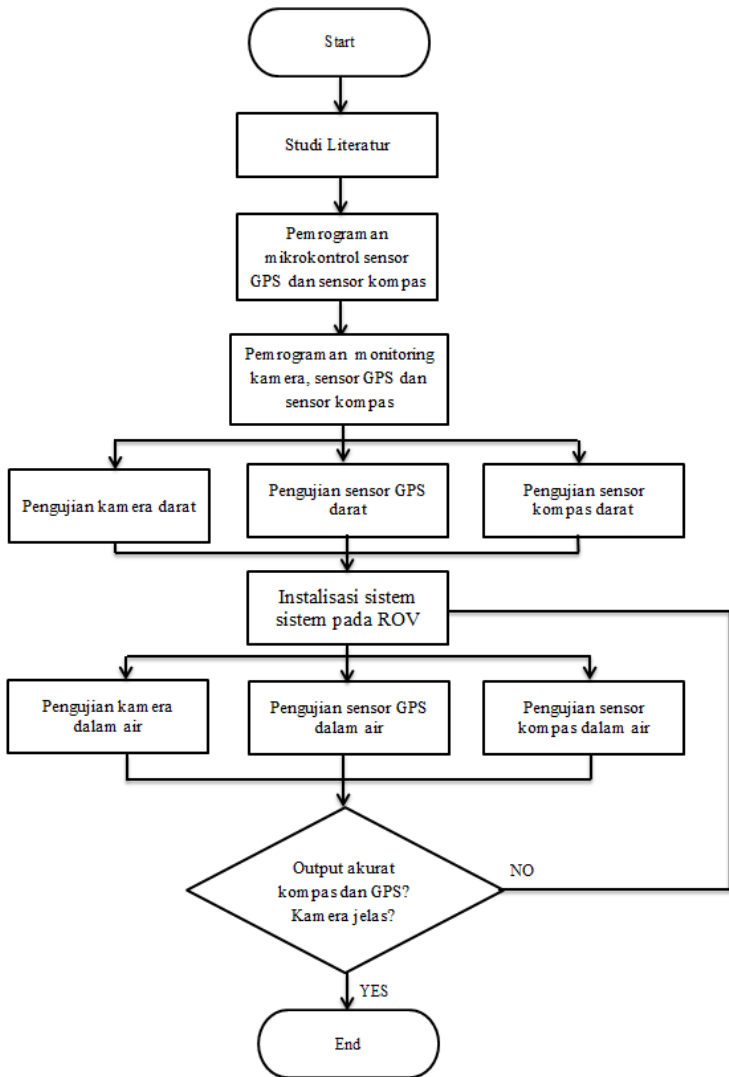 Start
Studi Literatur
Pemrograman
mikrokontrol sensor
GPS dan sensor kompas
Pemrograman monitoring
kamera, sensor GPS dan
sensor kompas
Pengujian kamera darat
Pengujian sensor GPS
darat
Pengujian sensor
kompas darat
Instalisasi sistem
sistem pada ROV
Pengujian kamera
dalam air
Pengujian sensor GPS
dalam air
Pengujian sensor
kompas dalam air
Output akurat
kompas dan GPS?
Kamera jelas?
NO
YES
End